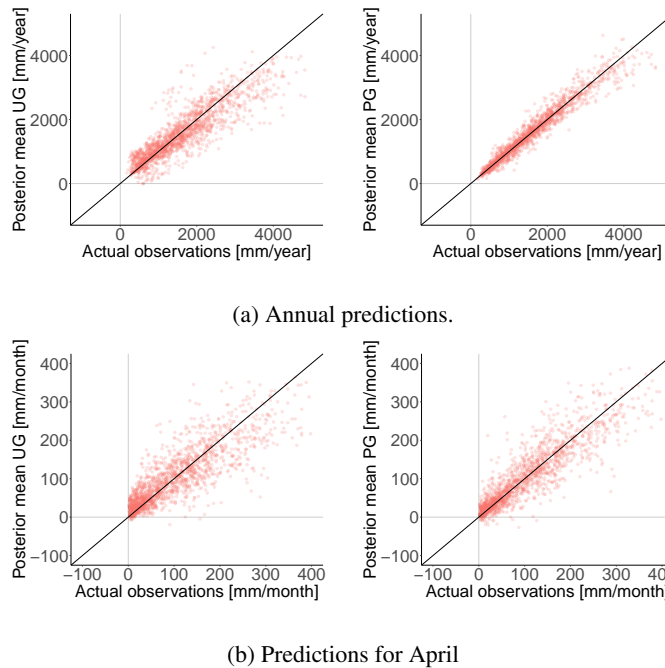 Posterior mean UG [mm/year]
4000
2000
0
0 2000 4000
Actual observations [mm/year]
Posterior mean PG [mm/year]
4000
2000
0
0 2000 4000
Actual observations [mm/year]
(a) Annual predictions.
Posterior mean UG [mm/month]
400
300
200
100
0
−100
−100 0 100 200 300 400
Actual observations [mm/month]
Posterior mean PG [mm/month]
400
300
200
100
0
−100
−100 0 100 200 300 400
Actual observations [mm/month]
(b) Predictions for April